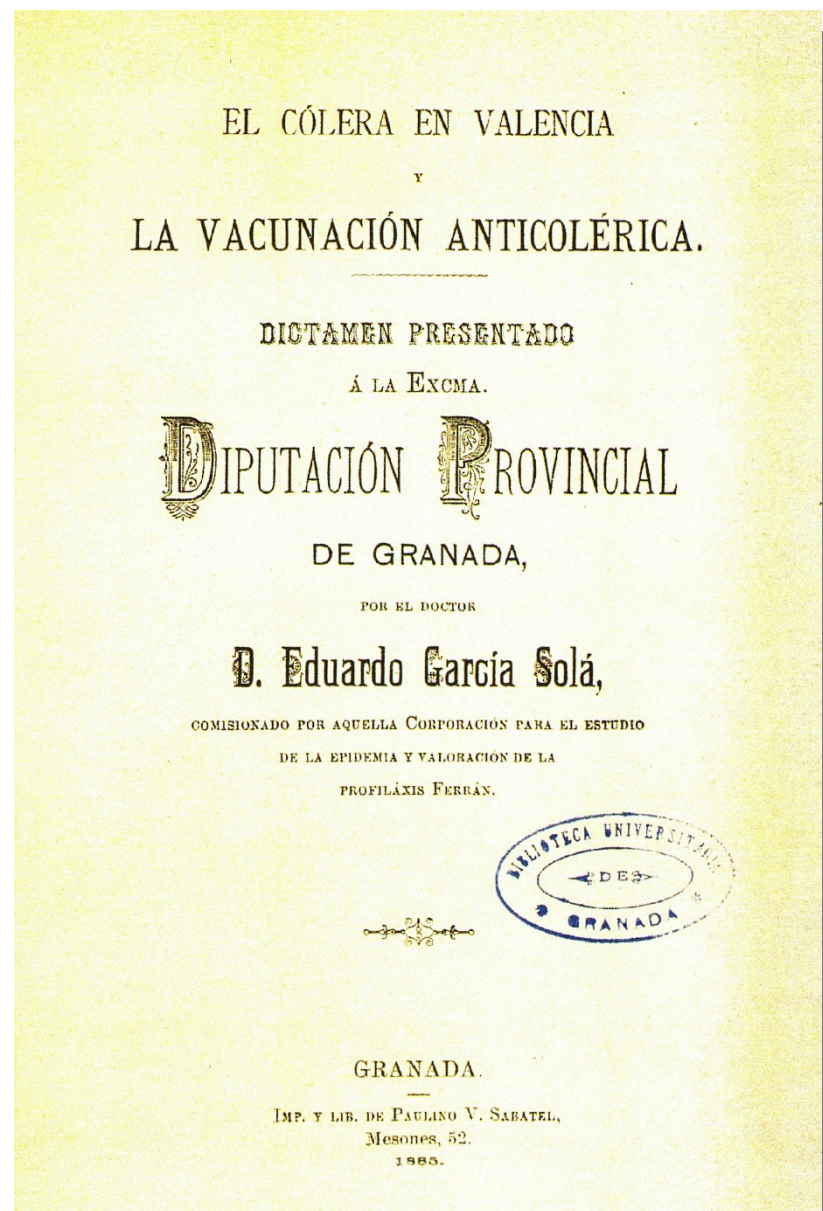 EL CÓLERA EN VALENCIA
Y
LA VACUNACIÓN ANTICOLÉRICA.
DICTAMEN PRESENTADO
Á LA EXCMA.
DIPUTACIÓN PROVINCIAL
DE GRANADA,
POR EL DOCTOR
D. Eduardo García Solá,
COMISIONADO POR AQUELLA CORPORACIÓN PARA EL ESTUDIO
DE LA EPIDEMIA Y VALORACIÓN DE LA
PROFILÁXIS FERRÁN.
BIBLIOTECA UNIVERSITARIA
DE
GRANADA
GRANADA.
IMP. Y LIB. DE PAULINO V. SABATEL,
Mesones, 52.
1885.